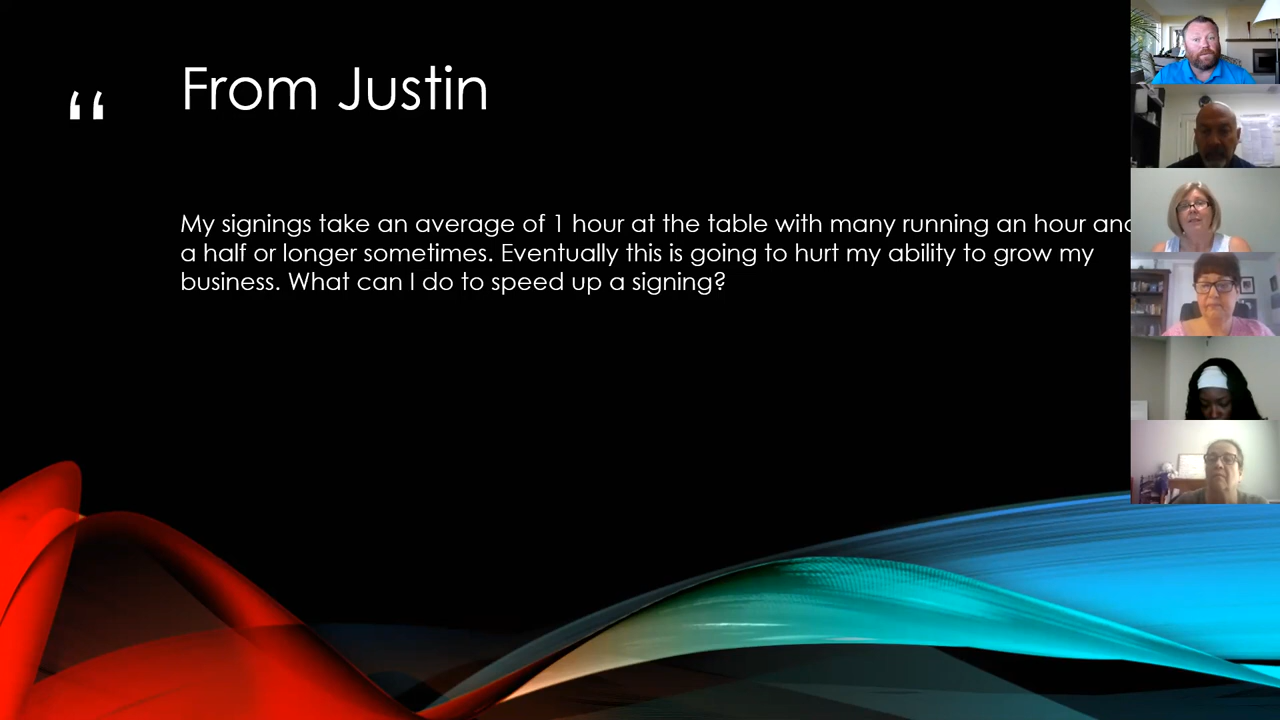 “
From Justin
My signings take an average of 1 hour at the table with many running an hour and
a half or longer sometimes. Eventually this is going to hurt my ability to grow my
business. What can I do to speed up a signing?